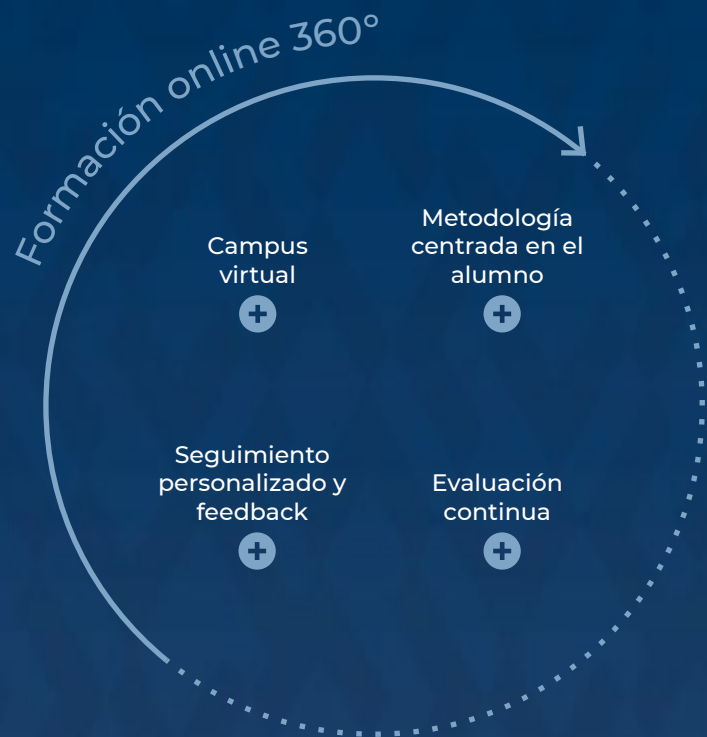 Formación online 360°
Campus
virtual
Metodología
centrada en el
alumno
Seguimiento
personalizado y
feedback
Evaluación
continua